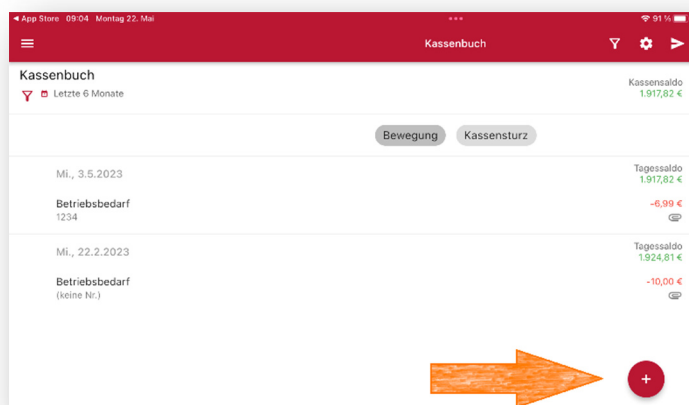 ◀ App Store 09:04 Montag 22. Mai 91 %
Kassenbuch
Kassenbuch
Letzte 6 Monate
Kassensaldo
1.917,82 €
Bewegung Kassensturz
Mi., 3.5.2023
Tagessaldo
1.917,82 €
Betriebsbedarf
1234
-6,99 €
Mi., 22.2.2023
Tagessaldo
1.924,81 €
Betriebsbedarf
(keine Nr.)
-10,00 €
+